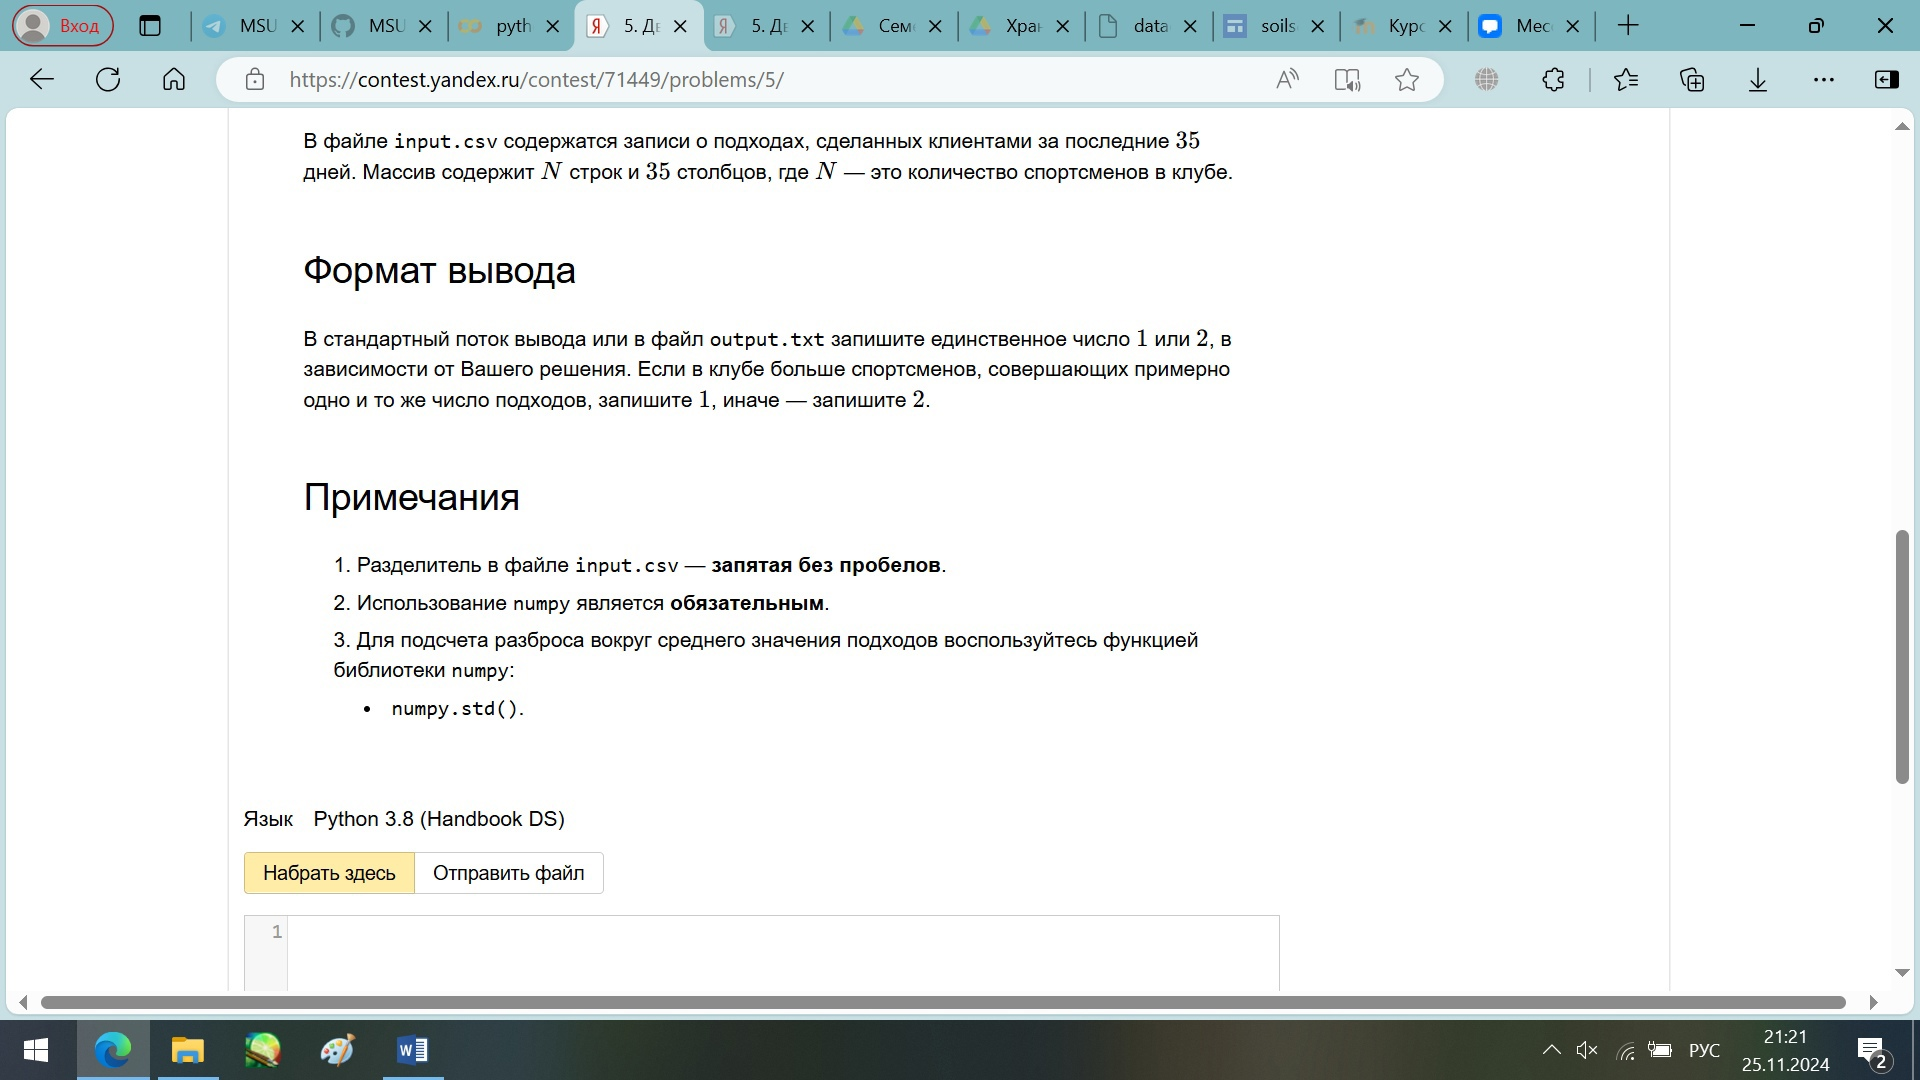 Вход
MSU
MSU
pyth
5. Дв
5. Дв
Сем
Хран
data
soils
Курс
Мес
https://contest.yandex.ru/contest/71449/problems/5/
В файле input.csv содержатся записи о подходах, сделанных клиентами за последние 35
дней. Массив содержит N строк и 35 столбцов, где N — это количество спортсменов в клубе.
Формат вывода
В стандартный поток вывода или в файл output.txt запишите единственное число 1 или 2, в
зависимости от Вашего решения. Если в клубе больше спортсменов, совершающих примерно
одно и то же число подходов, запишите 1, иначе — запишите 2.
Примечания
1. Разделитель в файле input.csv — запятая без пробелов.
2. Использование numpy является обязательным.
3. Для подсчета разброса вокруг среднего значения подходов воспользуйтесь функцией
библиотеки numpy:
• numpy.std().
Язык Python 3.8 (Handbook DS)
Набрать здесь Отправить файл
1
21:21
РУС
25.11.2024
2